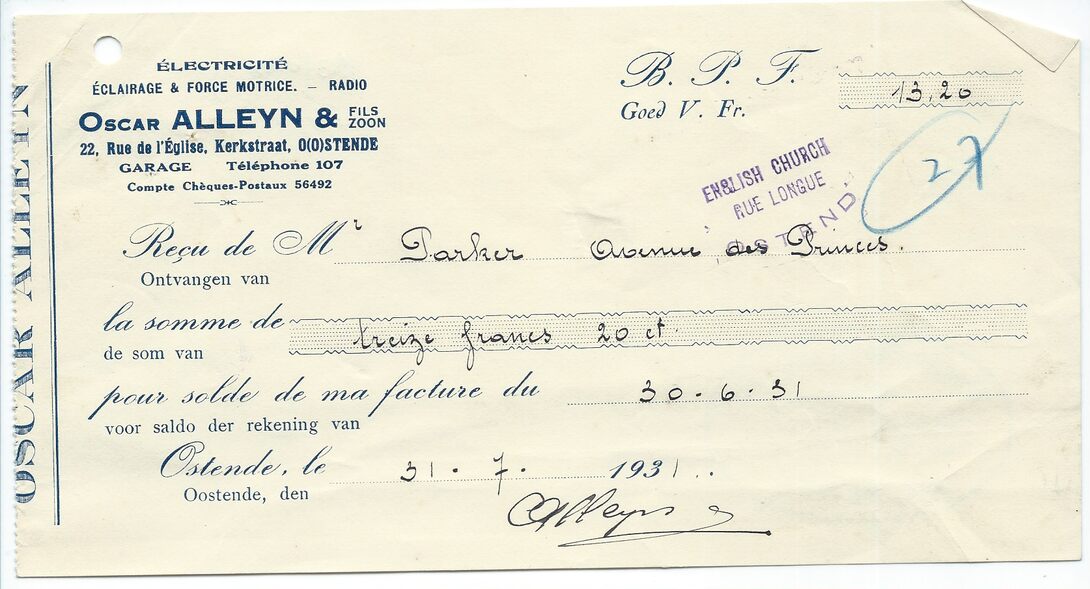 OSCAR ALLEYN
ÉLECTRICITÉ
ÉCLAIRAGE & FORCE MOTRICE. — RADIO
OSCAR ALLEYN & FILS ZOON
22, Rue de l'Église, Kerkstraat, O(O)STENDE
GARAGE Téléphone 107
Compte Chèques-Postaux 56492
B. P. F. 13,20
Goed V. Fr.
27
ENGLISH CHURCH
RUE LONGUE
OSTEND.
Reçu de Mr Parker Avenue des Princes.
Ontvangen van
la somme de treize francs 20 ct.
de som van
pour solde de ma facture du 30-6-31
voor saldo der rekening van
Ostende, le 31.7. 1931..
Oostende, den
OAlleyn